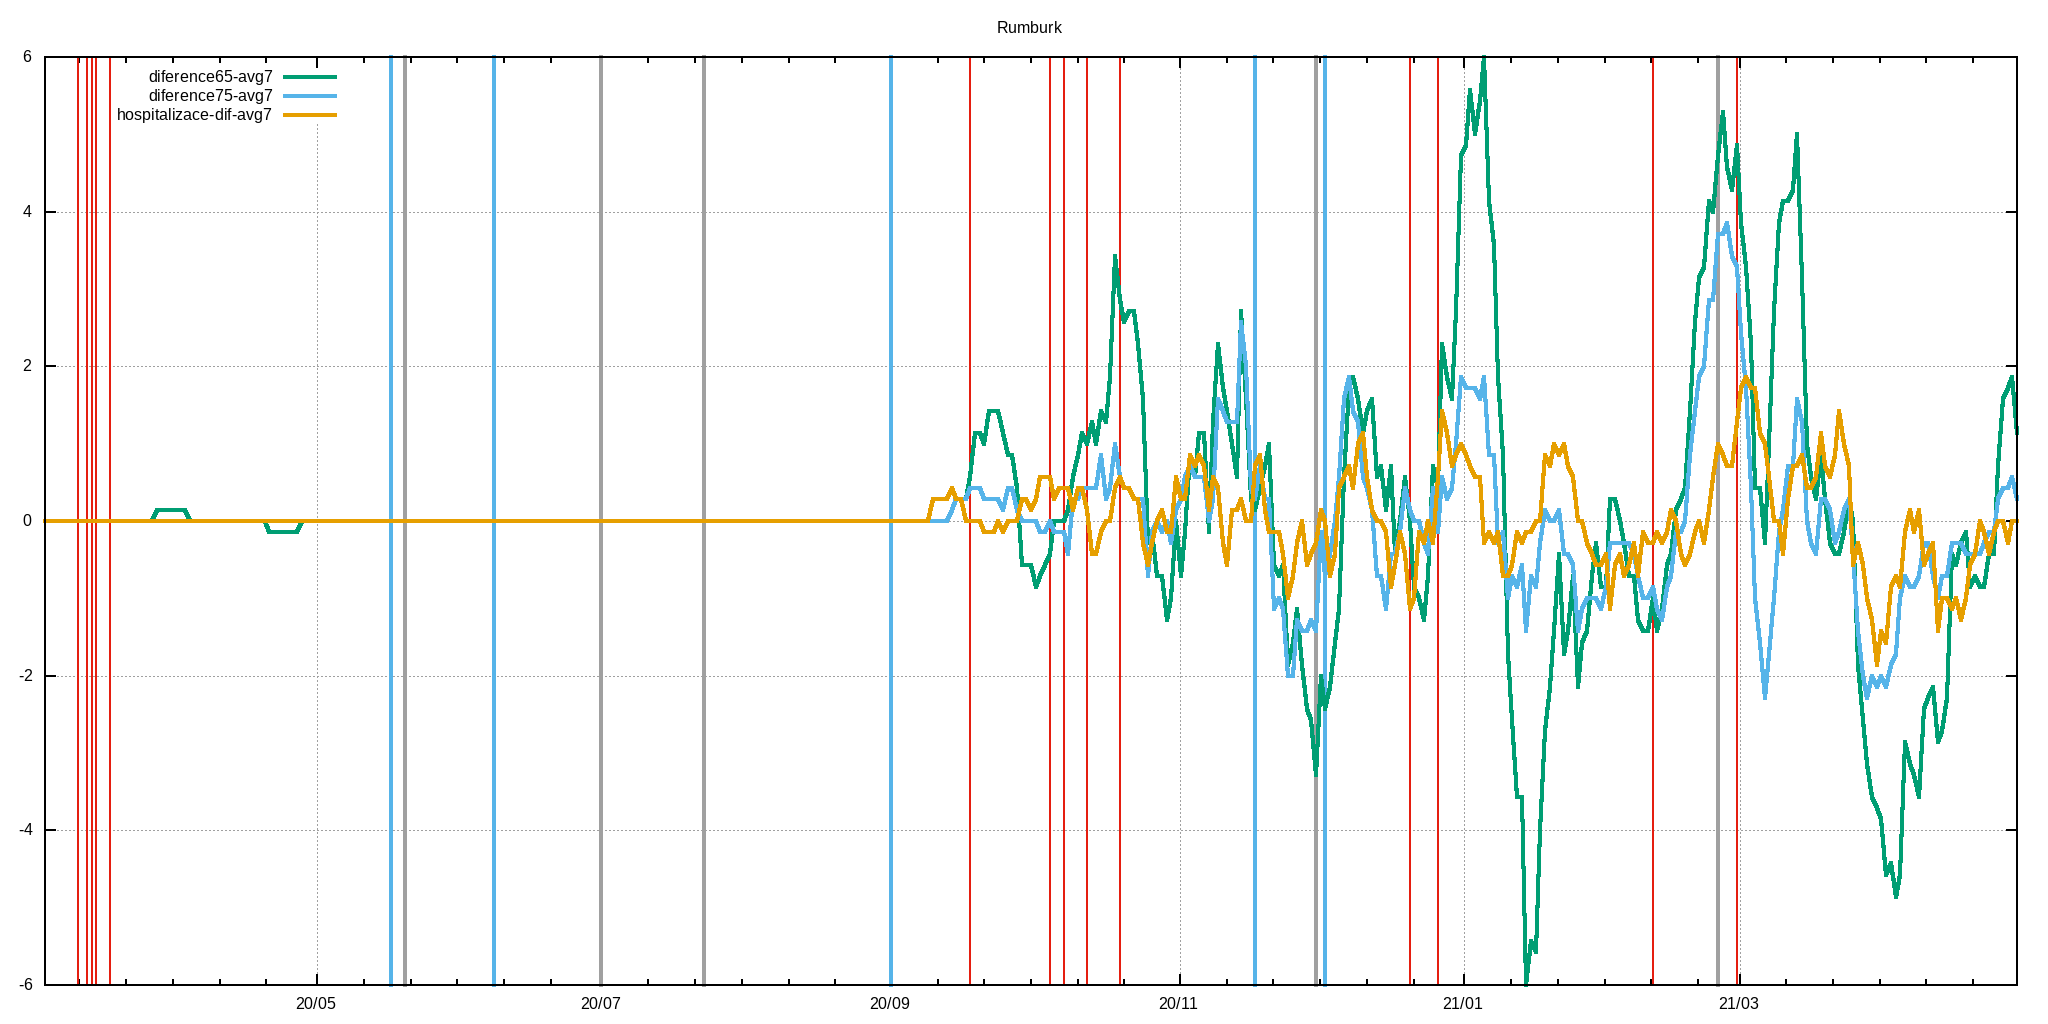 Rumburk
diference65-avg7
diference75-avg7
hospitalizace-dif-avg7
6
4
2
0
-2
-4
-6
20/05 20/07 20/09 20/11 21/01 21/03